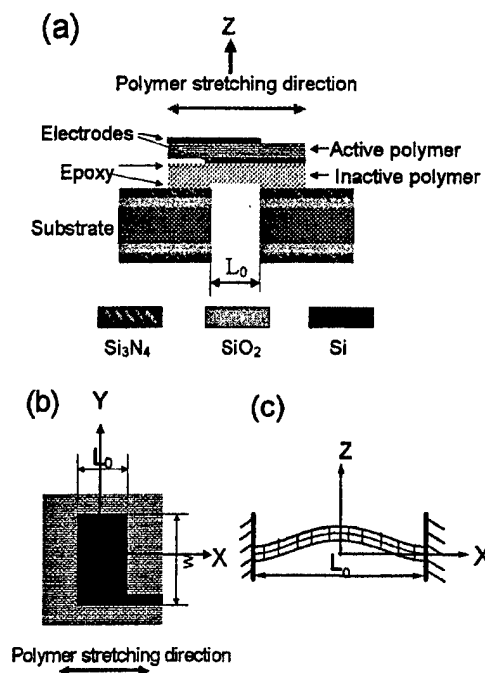 (a)
Z
Polymer stretching direction
Electrodes
Active polymer
Epoxy
Inactive polymer
Substrate
L₀
Si₃N₄
SiO₂
Si
(b)
Y
L₀
X
w
Polymer stretching direction
(c)
Z
X
L₀